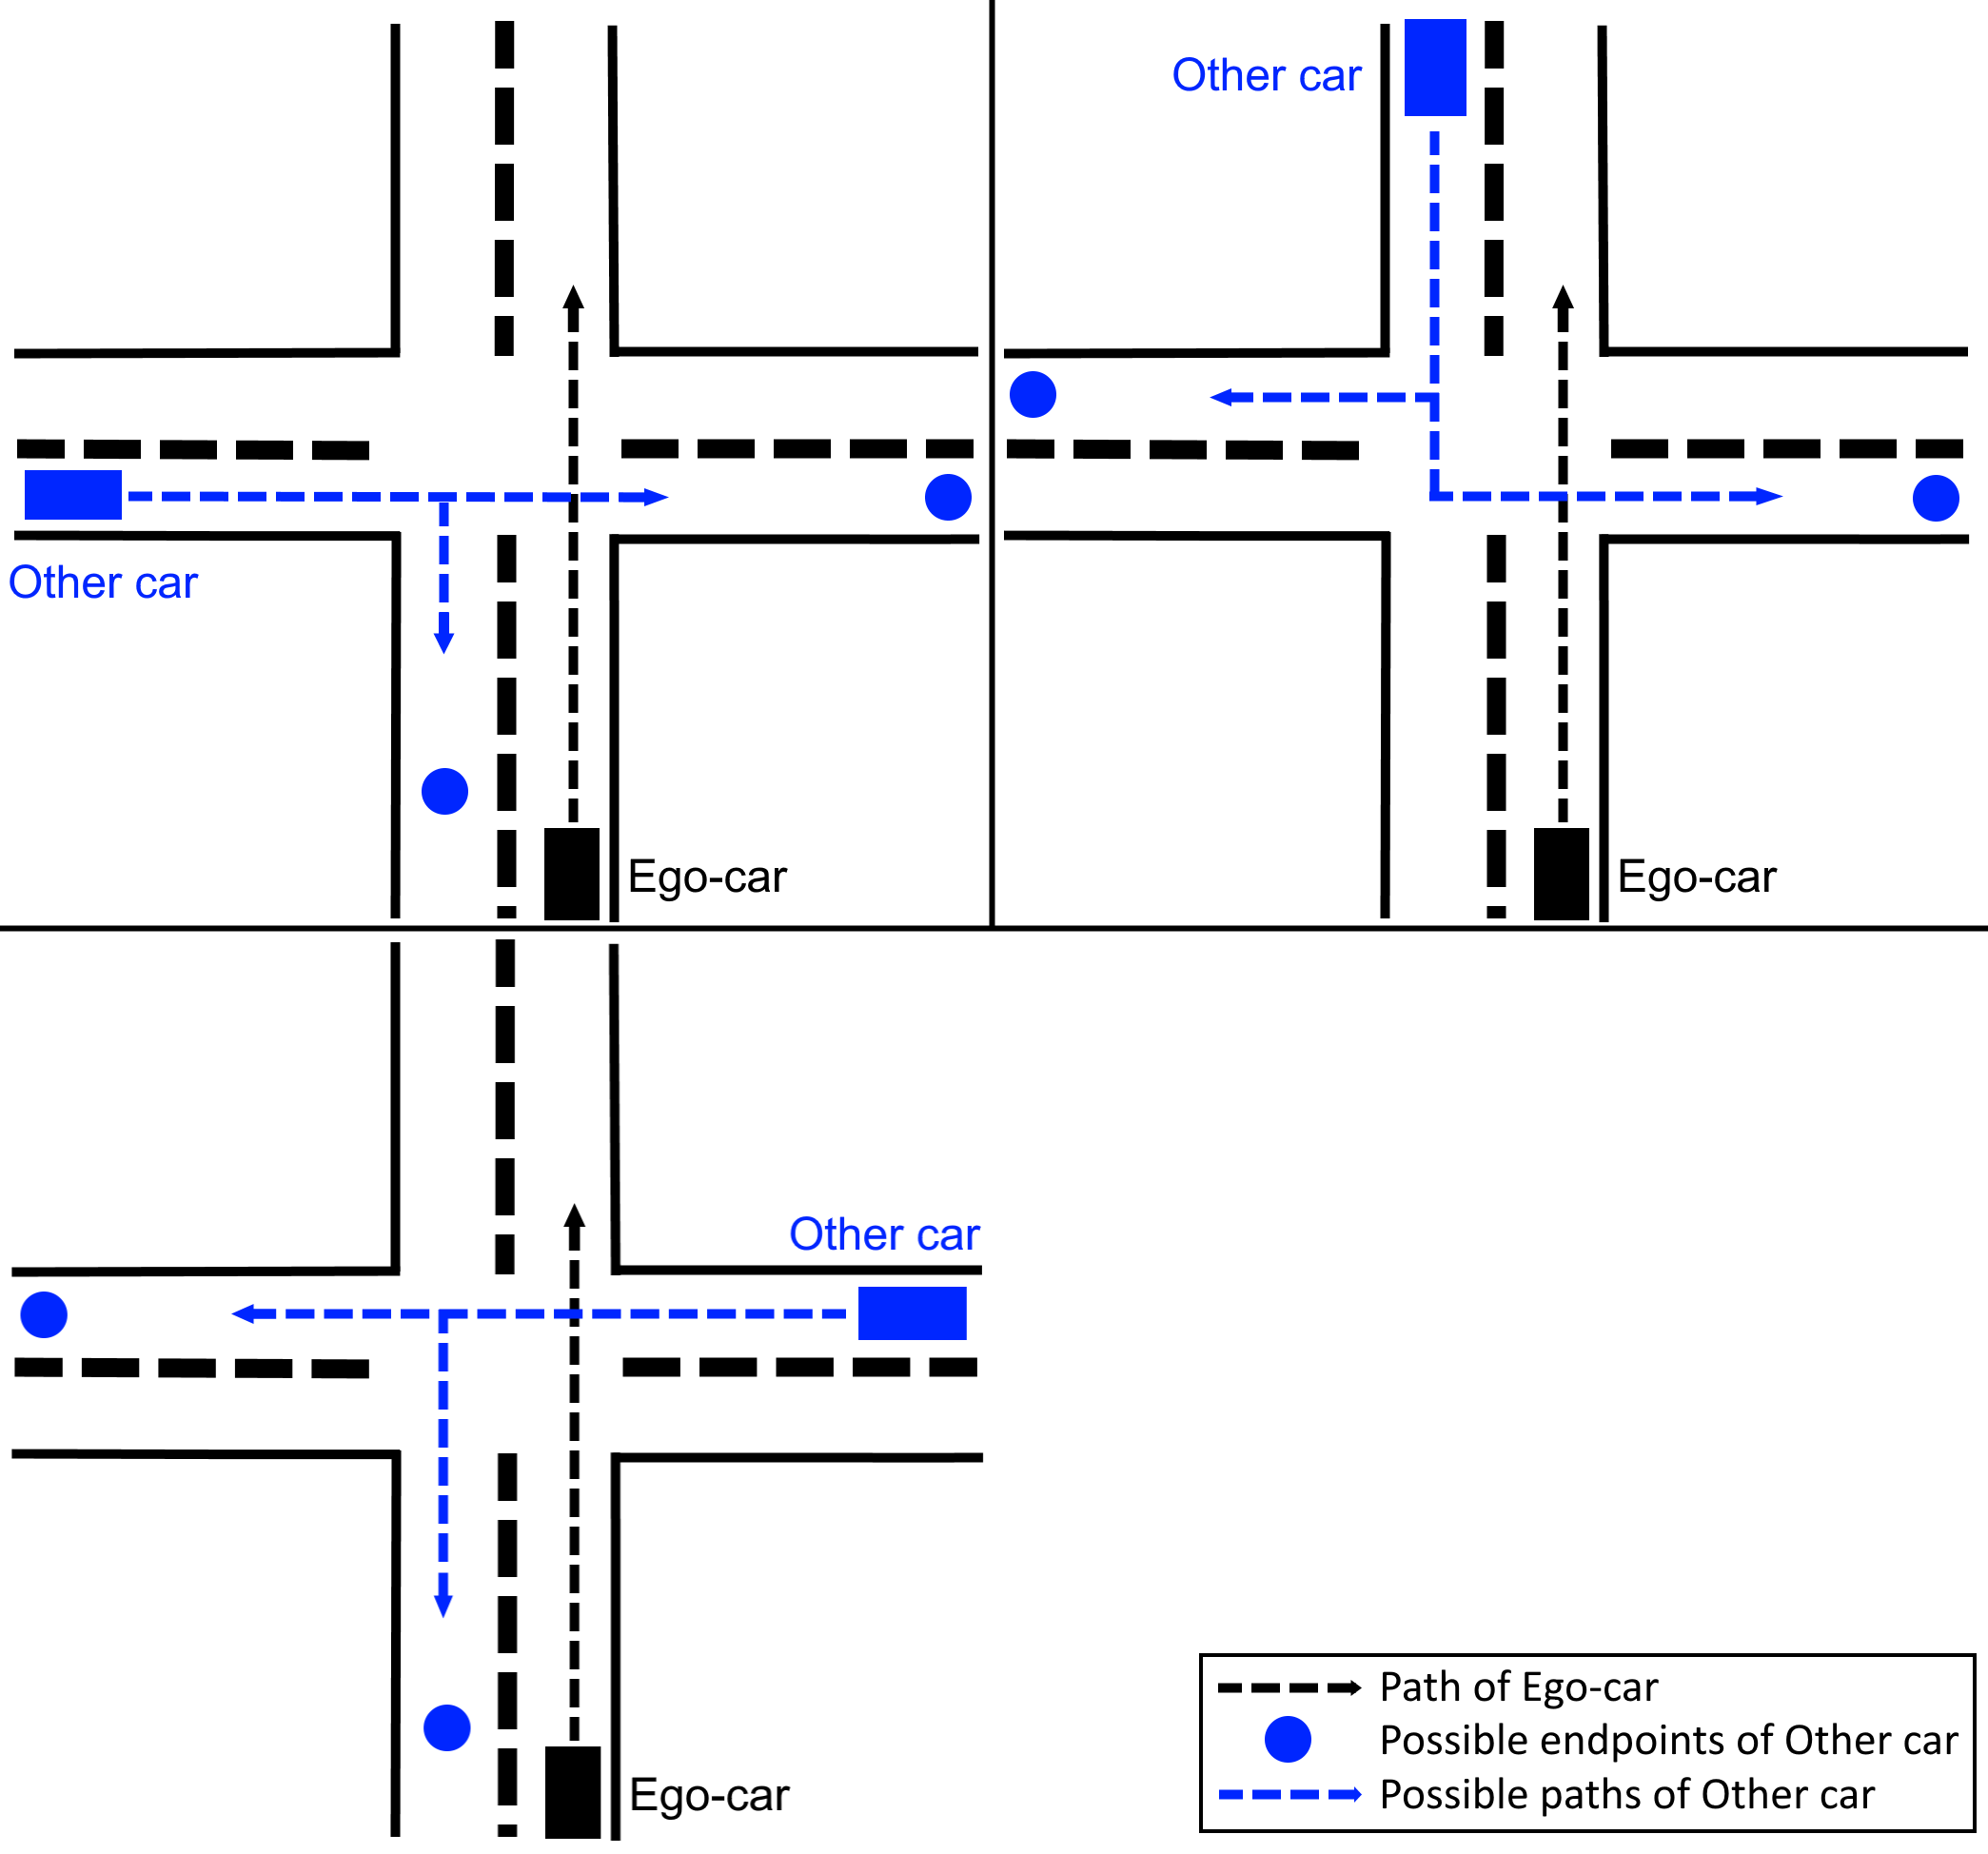 Other car
Other car
Ego-car
Ego-car
Other car
Ego-car
Path of Ego-car
Possible endpoints of Other car
Possible paths of Other car